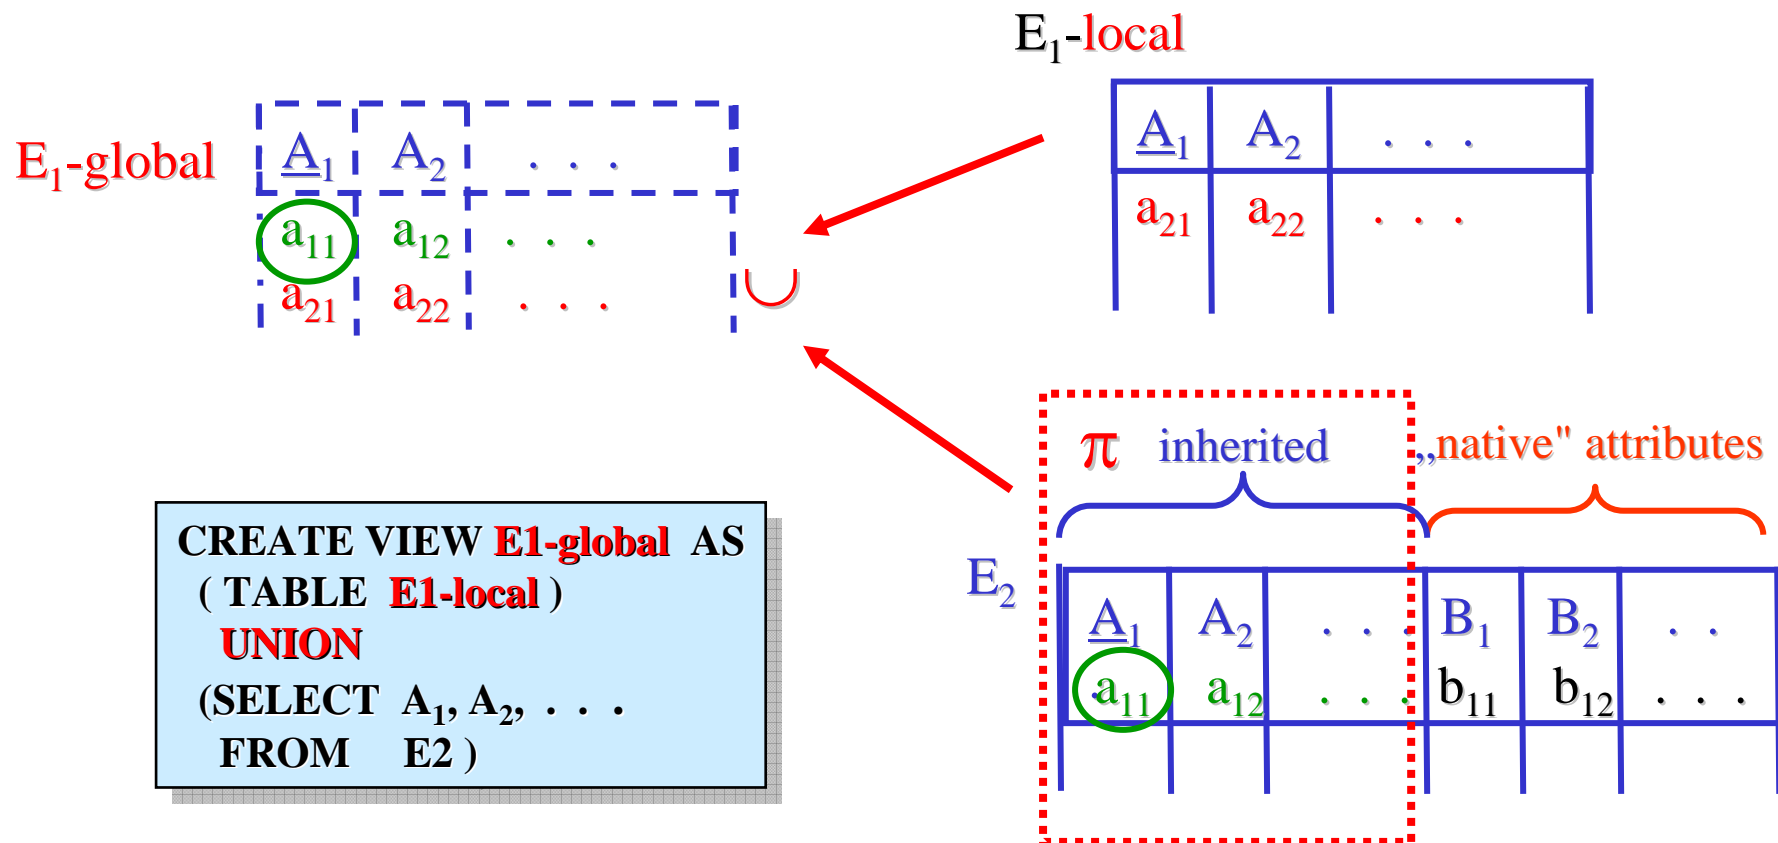 E₁-local
A₁ A₂ . . .
a₂₁ a₂₂ . . .
E₁-global
A₁ A₂ . . .
a₁₁ a₁₂ . . .
a₂₁ a₂₂ . . .
∪
π inherited „native" attributes
E₂
A₁ A₂ . . . B₁ B₂ . .
a₁₁ a₁₂ . . . b₁₁ b₁₂ . . .
CREATE VIEW E1-global AS
( TABLE E1-local )
UNION
(SELECT A₁, A₂, . . .
FROM E2 )